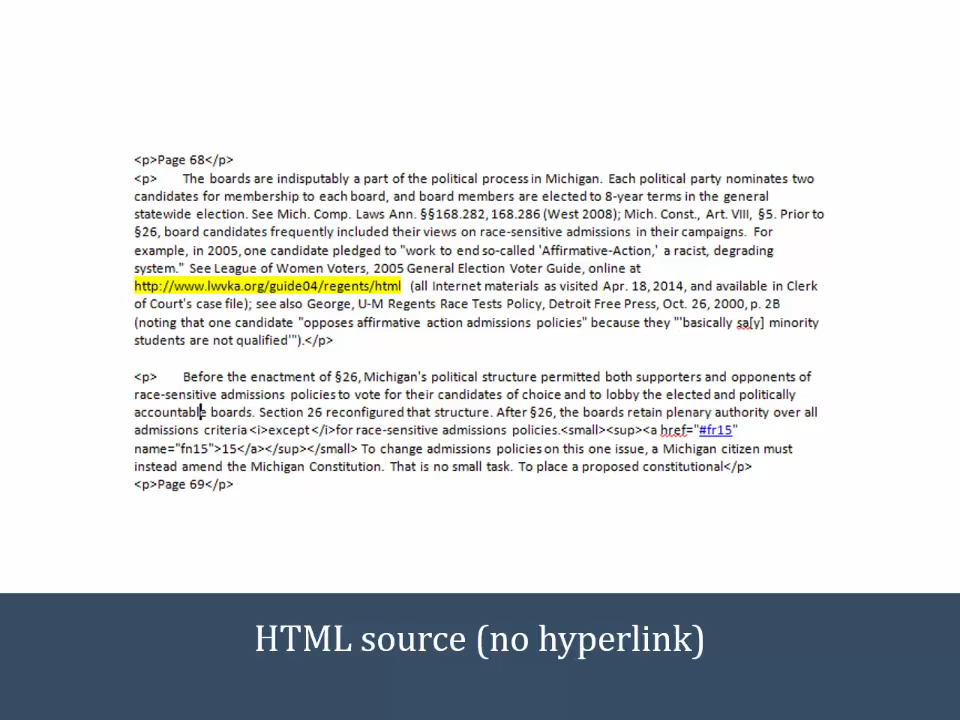 <p>Page 68</p>
<p> The boards are indisputably a part of the political process in Michigan. Each political party nominates two
candidates for membership to each board, and board members are elected to 8-year terms in the general
statewide election. See Mich. Comp. Laws Ann. §§168.282, 168.286 (West 2008); Mich. Const., Art. VIII, §5. Prior to
§26, board candidates frequently included their views on race-sensitive admissions in their campaigns. For
example, in 2005, one candidate pledged to "work to end so-called 'Affirmative-Action,' a racist, degrading
system." See League of Women Voters, 2005 General Election Voter Guide, online at
http://www.lwvka.org/guide04/regents/html (all Internet materials as visited Apr. 18, 2014, and available in Clerk
of Court's case file); see also George, U-M Regents Race Tests Policy, Detroit Free Press, Oct. 26, 2000, p. 2B
(noting that one candidate "opposes affirmative action admissions policies" because they "'basically sa[y] minority
students are not qualified'").</p>
<p> Before the enactment of §26, Michigan's political structure permitted both supporters and opponents of
race-sensitive admissions policies to vote for their candidates of choice and to lobby the elected and politically
accountable boards. Section 26 reconfigured that structure. After §26, the boards retain plenary authority over all
admissions criteria <i>except</i>for race-sensitive admissions policies.<small><sup><a href="#fr15"
name="fn15">15</a></sup></small> To change admissions policies on this one issue, a Michigan citizen must
instead amend the Michigan Constitution. That is no small task. To place a proposed constitutional</p>
<p>Page 69</p>
HTML source (no hyperlink)